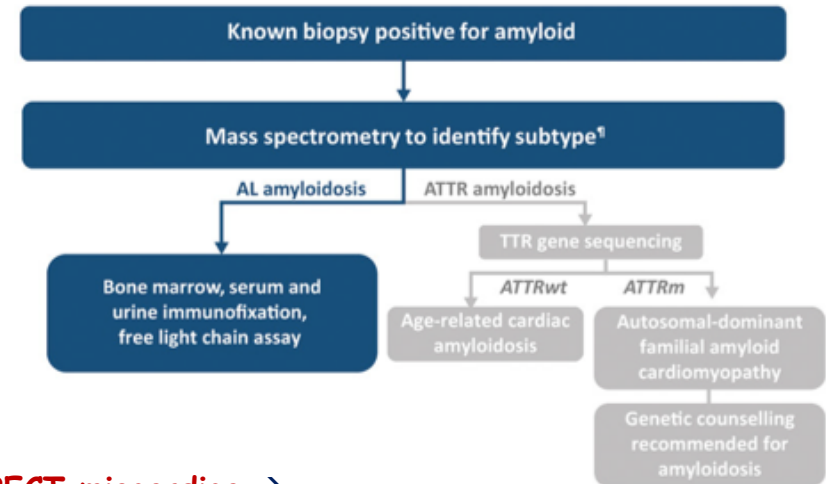 Known biopsy positive for amyloid
Mass spectrometry to identify subtype¶
AL amyloidosis
ATTR amyloidosis
TTR gene sequencing
Bone marrow, serum and
urine immunofixation,
free light chain assay
ATTRwt
ATTRm
Age-related cardiac
amyloidosis
Autosomal-dominant
familial amyloid
cardiomyopathy
Genetic counselling
recommended for
amyloidosis